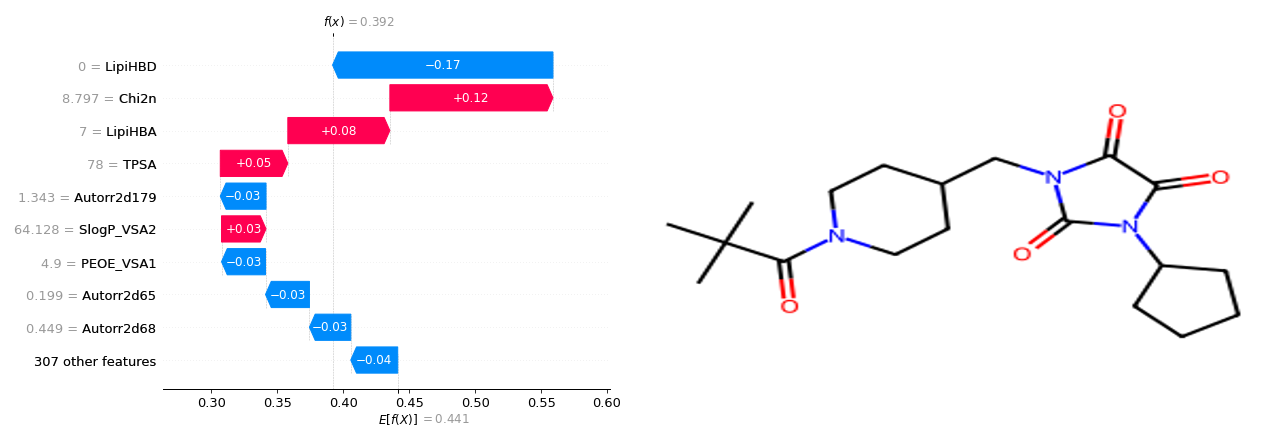 f(x) = 0.392
0 = LipiHBD
−0.17
8.797 = Chi2n
+0.12
7 = LipiHBA
+0.08
78 = TPSA
+0.05
1.343 = Autorr2d179
−0.03
64.128 = SlogP_VSA2
+0.03
4.9 = PEOE_VSA1
−0.03
0.199 = Autorr2d65
−0.03
0.449 = Autorr2d68
−0.03
307 other features
−0.04
0.30 0.35 0.40 0.45 0.50 0.55 0.60
E[f(X)] = 0.441
O
O
N
N
O
N
O